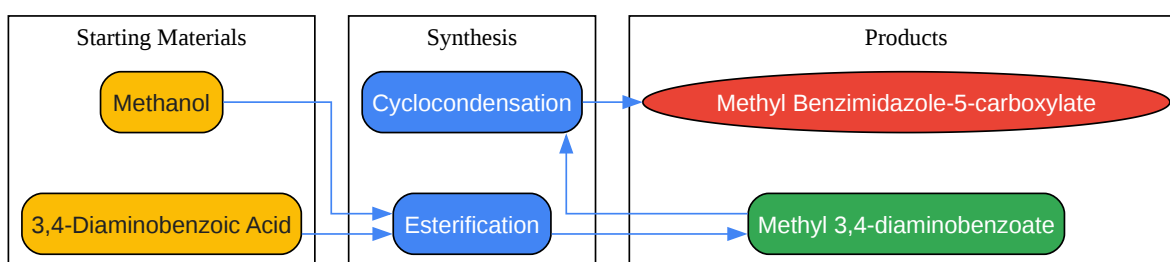 Starting Materials
Synthesis
Products
Methanol
Cyclocondensation
Methyl Benzimidazole-5-carboxylate
3,4-Diaminobenzoic Acid
Esterification
Methyl 3,4-diaminobenzoate